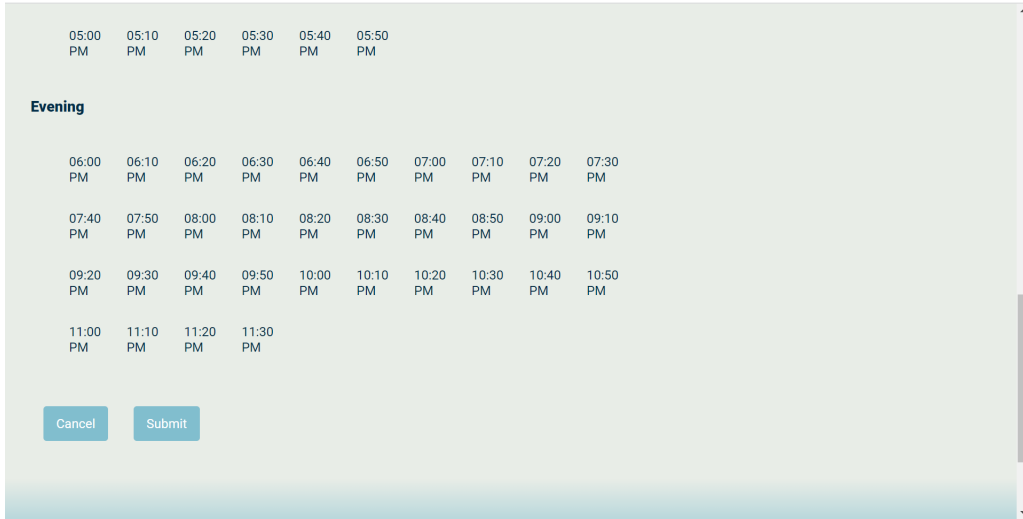 05:00 05:10 05:20 05:30 05:40 05:50
PM PM PM PM PM PM
Evening
06:00 06:10 06:20 06:30 06:40 06:50 07:00 07:10 07:20 07:30
PM PM PM PM PM PM PM PM PM PM
07:40 07:50 08:00 08:10 08:20 08:30 08:40 08:50 09:00 09:10
PM PM PM PM PM PM PM PM PM PM
09:20 09:30 09:40 09:50 10:00 10:10 10:20 10:30 10:40 10:50
PM PM PM PM PM PM PM PM PM PM
11:00 11:10 11:20 11:30
PM PM PM PM
Cancel Submit